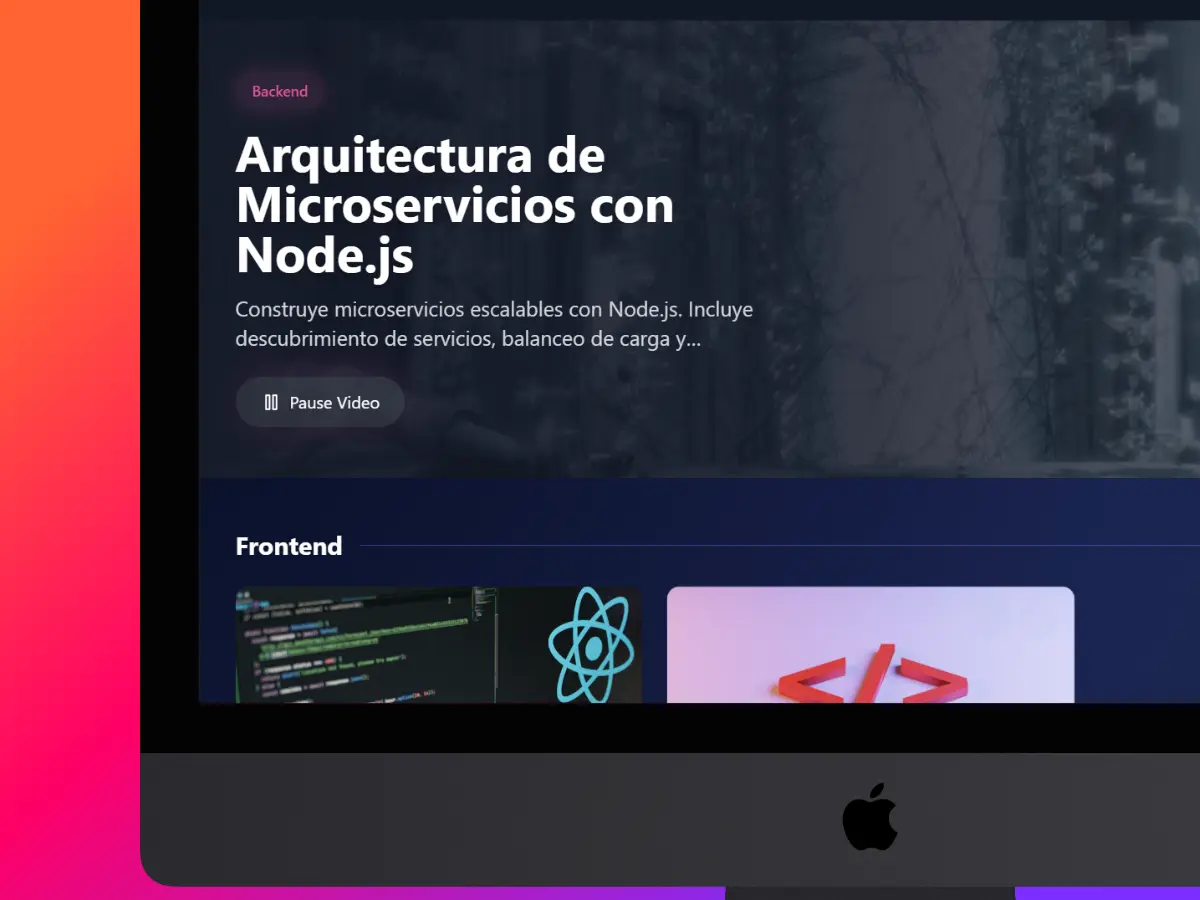 Backend
Arquitectura de
Microservicios con
Node.js
Construye microservicios escalables con Node.js. Incluye
descubrimiento de servicios, balanceo de carga y...
Pause Video
Frontend